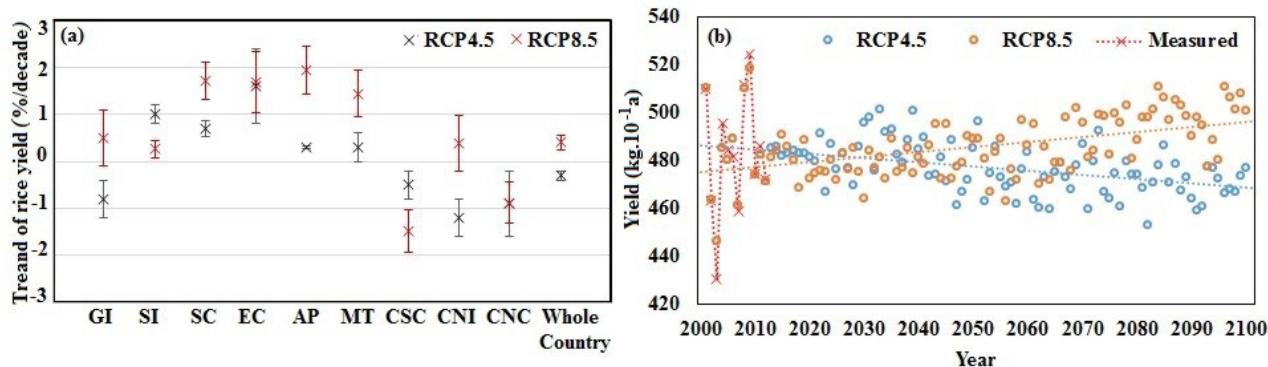 (a)
RCP4.5
RCP8.5
Treand of rice yield (%/decade)
3
2
1
0
-1
-2
-3
GI SI SC EC AP MT CSC CNI CNC Whole
Country
(b)
RCP4.5
RCP8.5
Measured
Yield (kg.10⁻¹a)
540
520
500
480
460
440
420
2000 2010 2020 2030 2040 2050 2060 2070 2080 2090 2100
Year